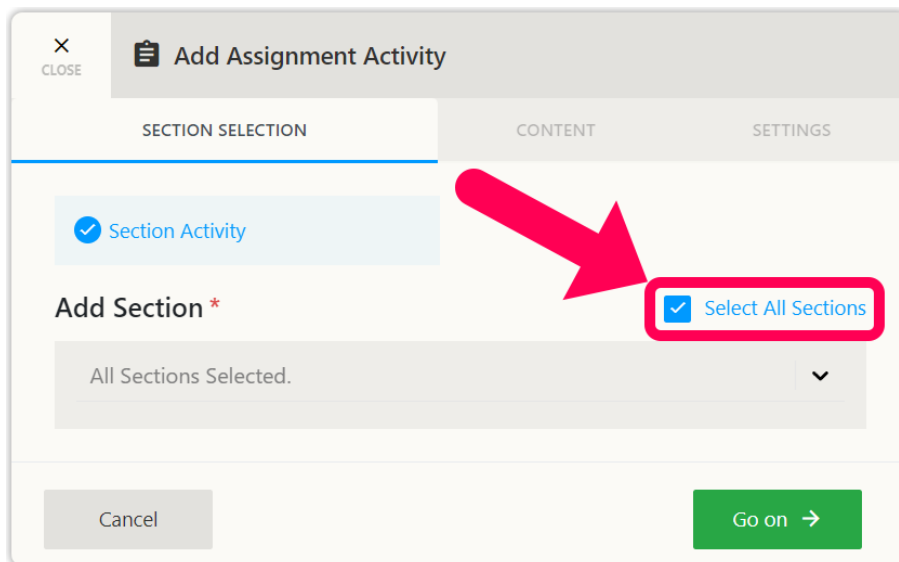 CLOSE
Add Assignment Activity
SECTION SELECTION
CONTENT
SETTINGS
Section Activity
Add Section *
Select All Sections
All Sections Selected.
Cancel
Go on